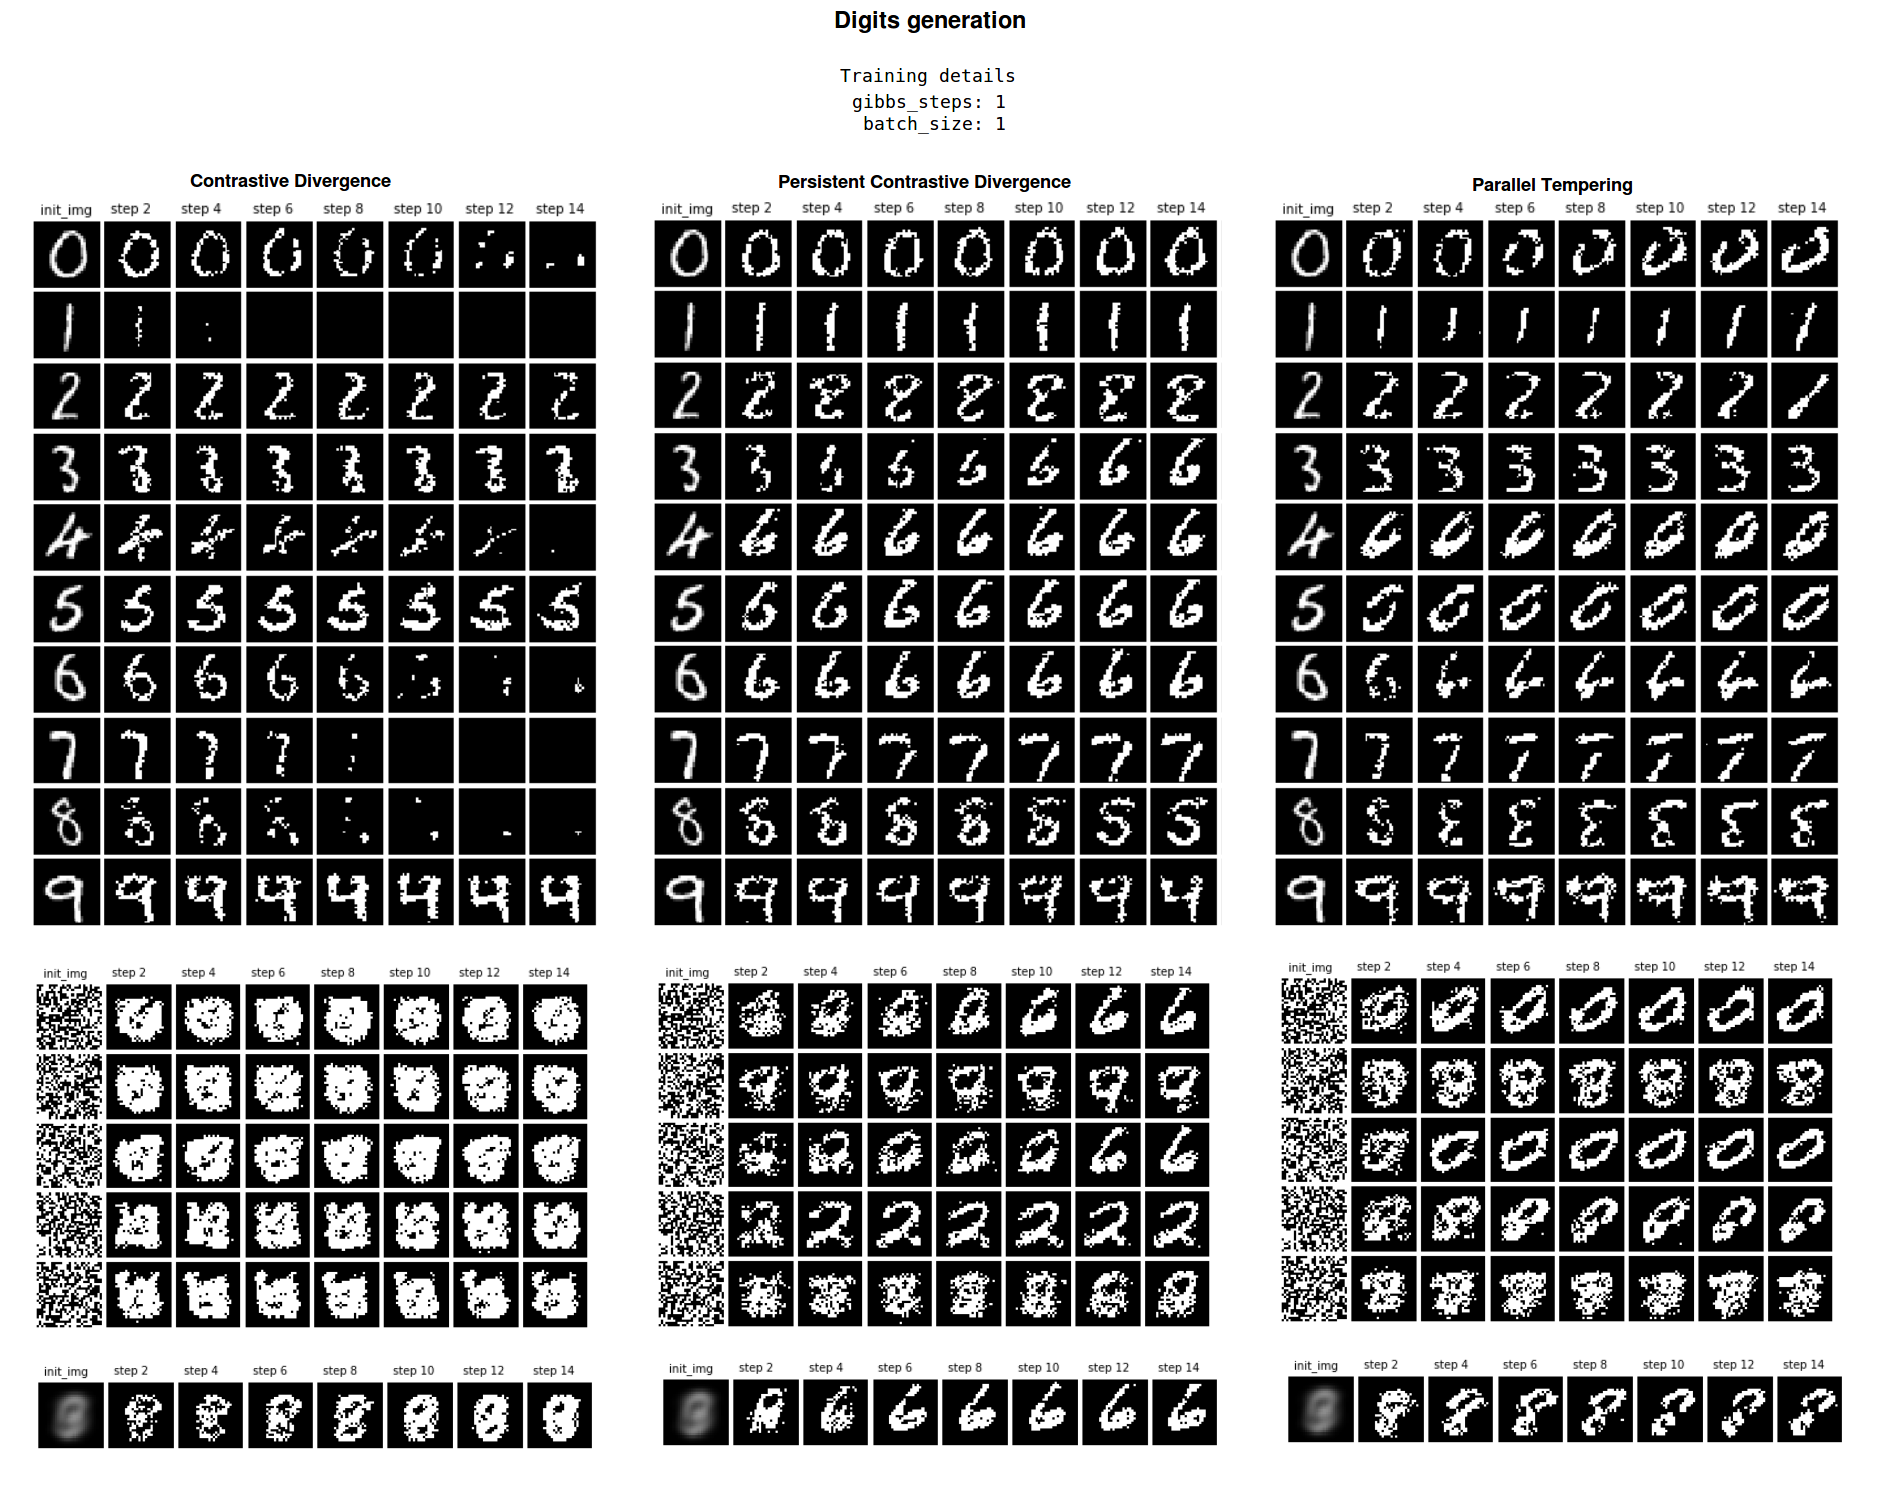 Digits generation
Training details
gibbs_steps: 1
batch_size: 1
Contrastive Divergence
init_img step 2 step 4 step 6 step 8 step 10 step 12 step 14
Persistent Contrastive Divergence
init_img step 2 step 4 step 6 step 8 step 10 step 12 step 14
Parallel Tempering
init_img step 2 step 4 step 6 step 8 step 10 step 12 step 14
init_img step 2 step 4 step 6 step 8 step 10 step 12 step 14
init_img step 2 step 4 step 6 step 8 step 10 step 12 step 14
init_img step 2 step 4 step 6 step 8 step 10 step 12 step 14
init_img step 2 step 4 step 6 step 8 step 10 step 12 step 14
init_img step 2 step 4 step 6 step 8 step 10 step 12 step 14
init_img step 2 step 4 step 6 step 8 step 10 step 12 step 14